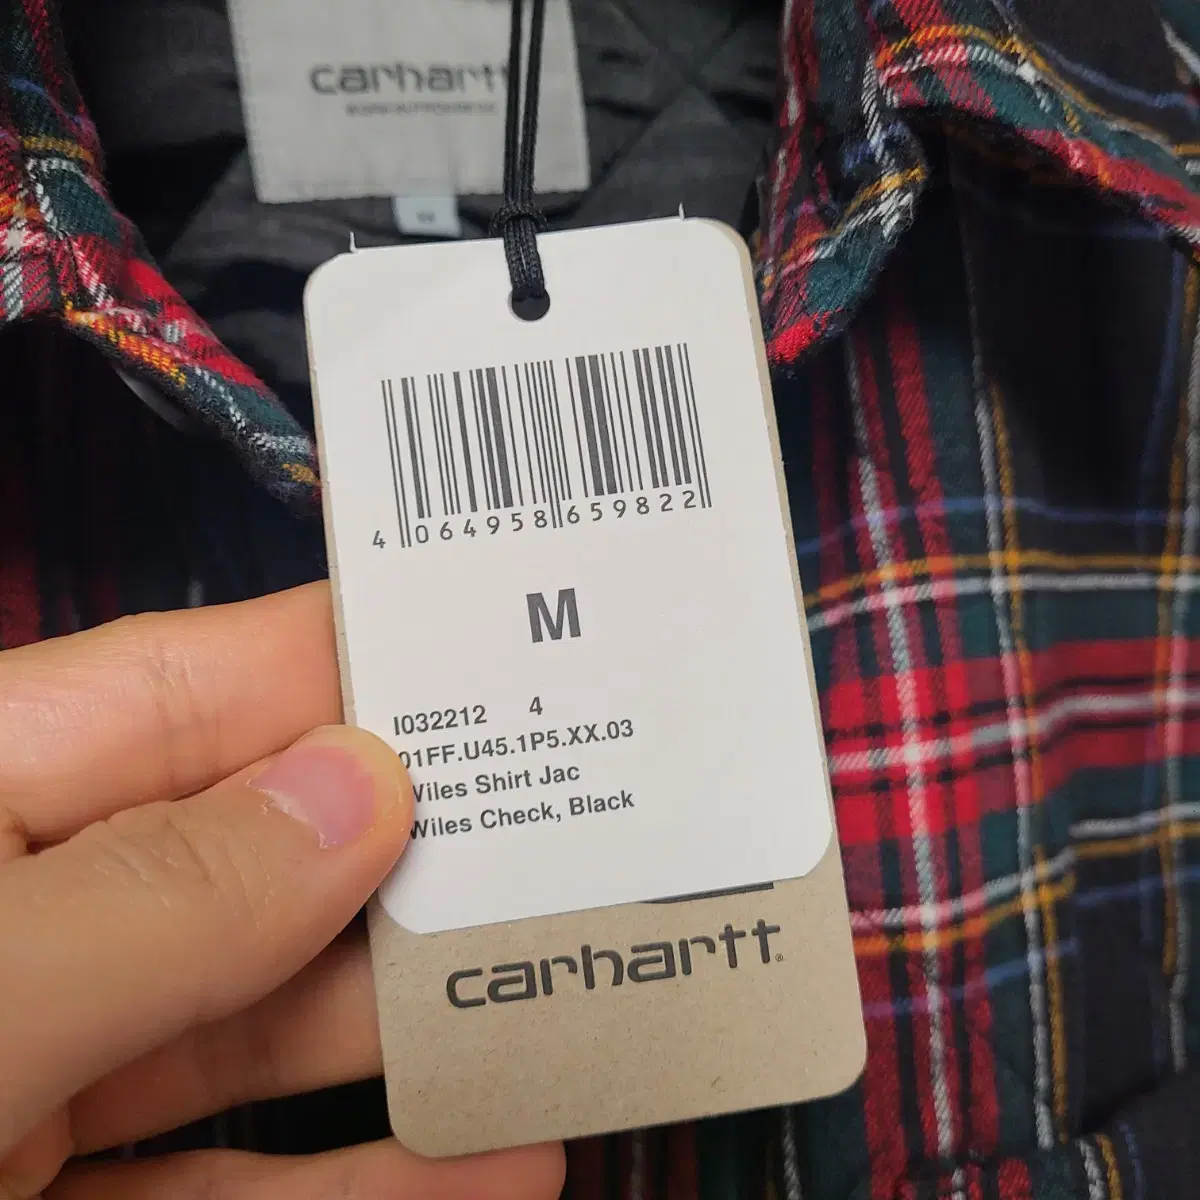 carhartt
4 064958 659822
M
I032212 4
01FF.U45.1P5.XX.03
Wiles Shirt Jac
Wiles Check, Black
carhartt